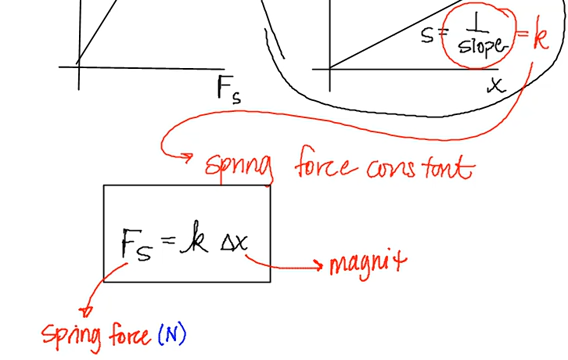 s = 1/slope = k
Fs
x
spring force constant
Fs = k Δx
magnit
spring force (N)